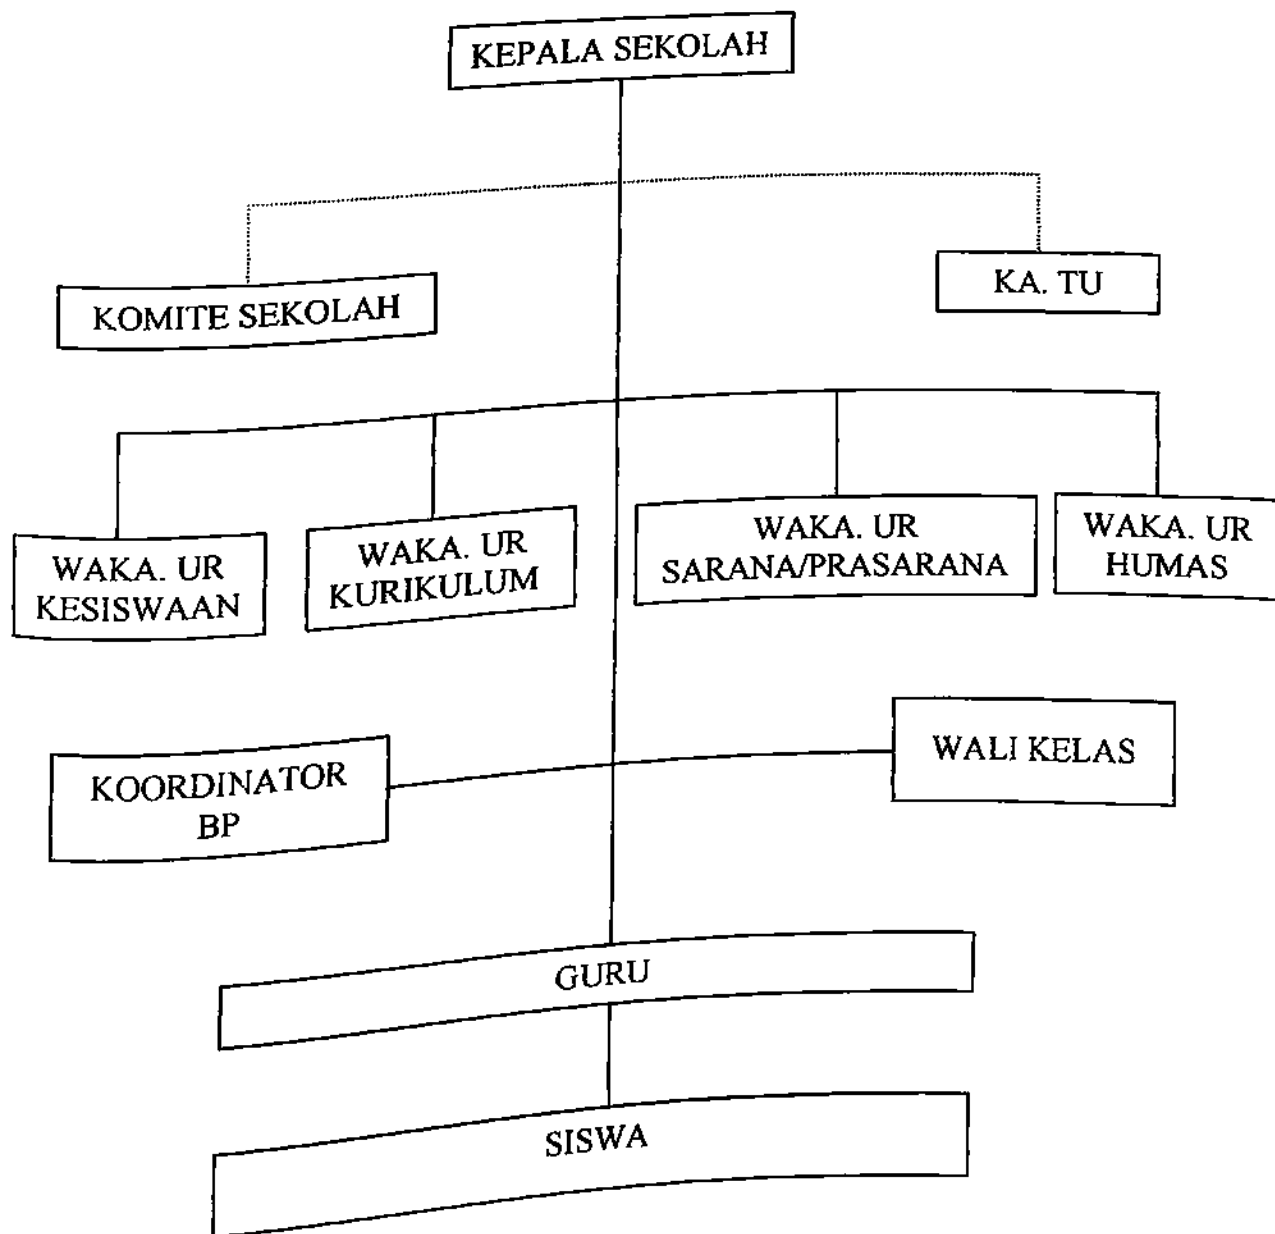 KEPALA SEKOLAH
KOMITE SEKOLAH
KA. TU
WAKA. UR
KESISWAAN
WAKA. UR
KURIKULUM
WAKA. UR
SARANA/PRASARANA
WAKA. UR
HUMAS
KOORDINATOR
BP
WALI KELAS
GURU
SISWA